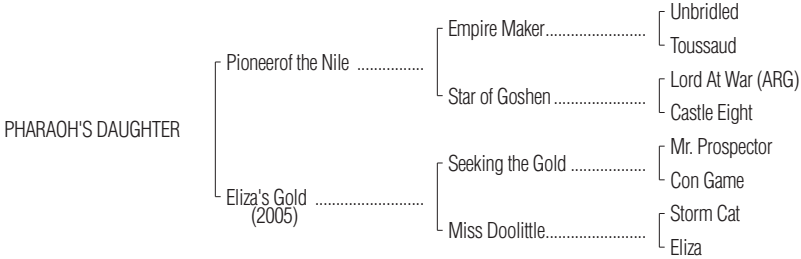 Unbridled
Empire Maker.........................
Toussaud
Pioneerof the Nile ................
Lord At War (ARG)
Star of Goshen.......................
Castle Eight
PHARAOH'S DAUGHTER
Mr. Prospector
Seeking the Gold ...................
Con Game
Eliza's Gold ..........................
(2005)
Storm Cat
Miss Doolittle.........................
Eliza